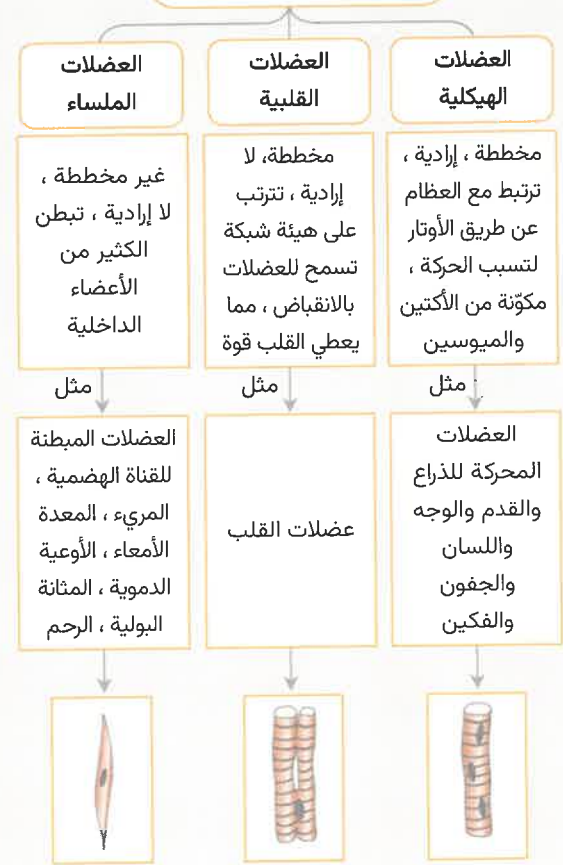 العضلات
الهيكلية
العضلات
القلبية
العضلات
الملساء
مخططة ، إرادية ،
ترتبط مع العظام
عن طريق الأوتار
لتسبب الحركة ،
مكوّنة من الأكتين
والميوسين
مخططة، لا
إرادية ، تترتب
على هيئة شبكة
تسمح للعضلات
بالانقباض ، مما
يعطي القلب قوة
غير مخططة ،
لا إرادية ، تبطن
الكثير من
الأعضاء
الداخلية
مثل
مثل
مثل
العضلات
المحركة للذراع
والقدم والوجه
واللسان
والجفون
والفكين
عضلات القلب
العضلات المبطنة
للقناة الهضمية ،
المريء ، المعدة
الأمعاء ، الأوعية
الدموية ، المثانة
البولية ، الرحم